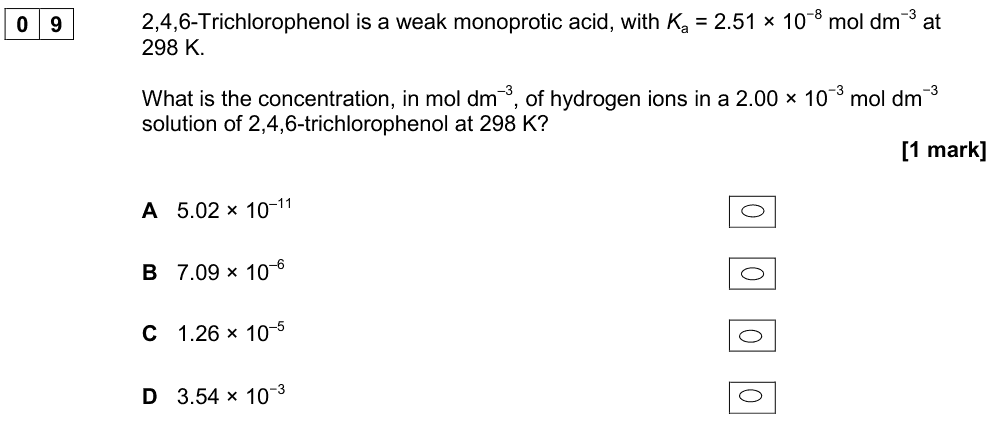 0 9
2,4,6-Trichlorophenol is a weak monoprotic acid, with Kₐ = 2.51 × 10⁻⁸ mol dm⁻³ at
298 K.
What is the concentration, in mol dm⁻³, of hydrogen ions in a 2.00 × 10⁻³ mol dm⁻³
solution of 2,4,6-trichlorophenol at 298 K?
[1 mark]
A 5.02 × 10⁻¹¹
B 7.09 × 10⁻⁶
C 1.26 × 10⁻⁵
D 3.54 × 10⁻³